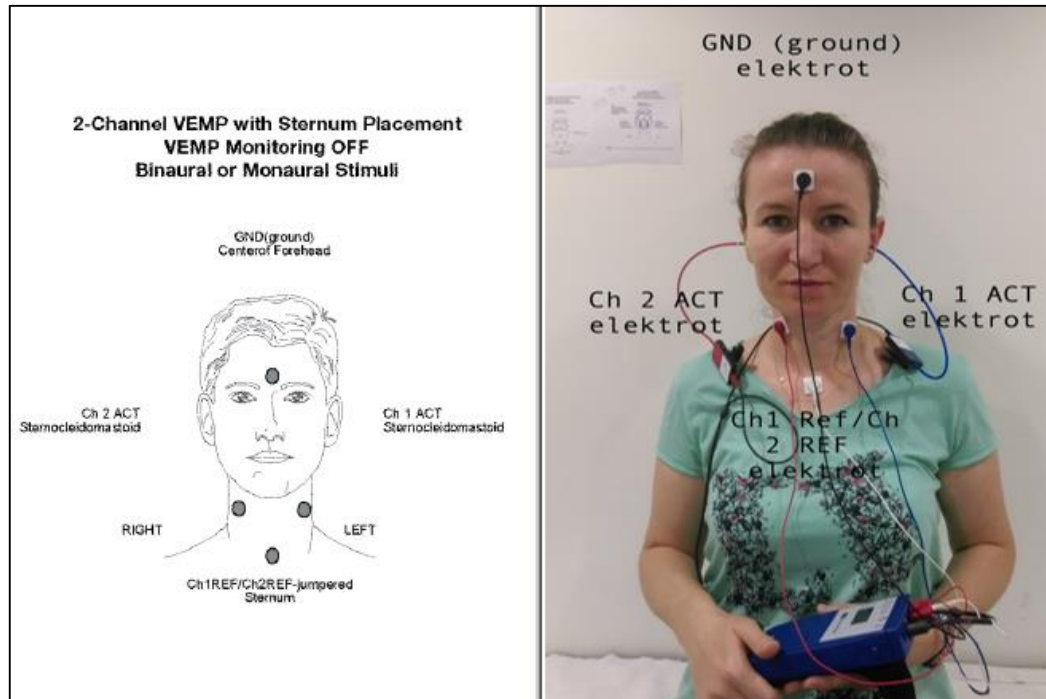 2-Channel VEMP with Sternum Placement
VEMP Monitoring OFF
Binaural or Monaural Stimuli
GND(ground)
Centerof Forehead
Ch 2 ACT
Sternocleidomastoid
Ch 1 ACT
Sternocleidomastoid
RIGHT
LEFT
Ch1REF/Ch2REF-jumpered
Sternum
GND (ground)
elektrot
Ch 2 ACT
elektrot
Ch 1 ACT
elektrot
Ch1 Ref/Ch
2 REF
elektrot